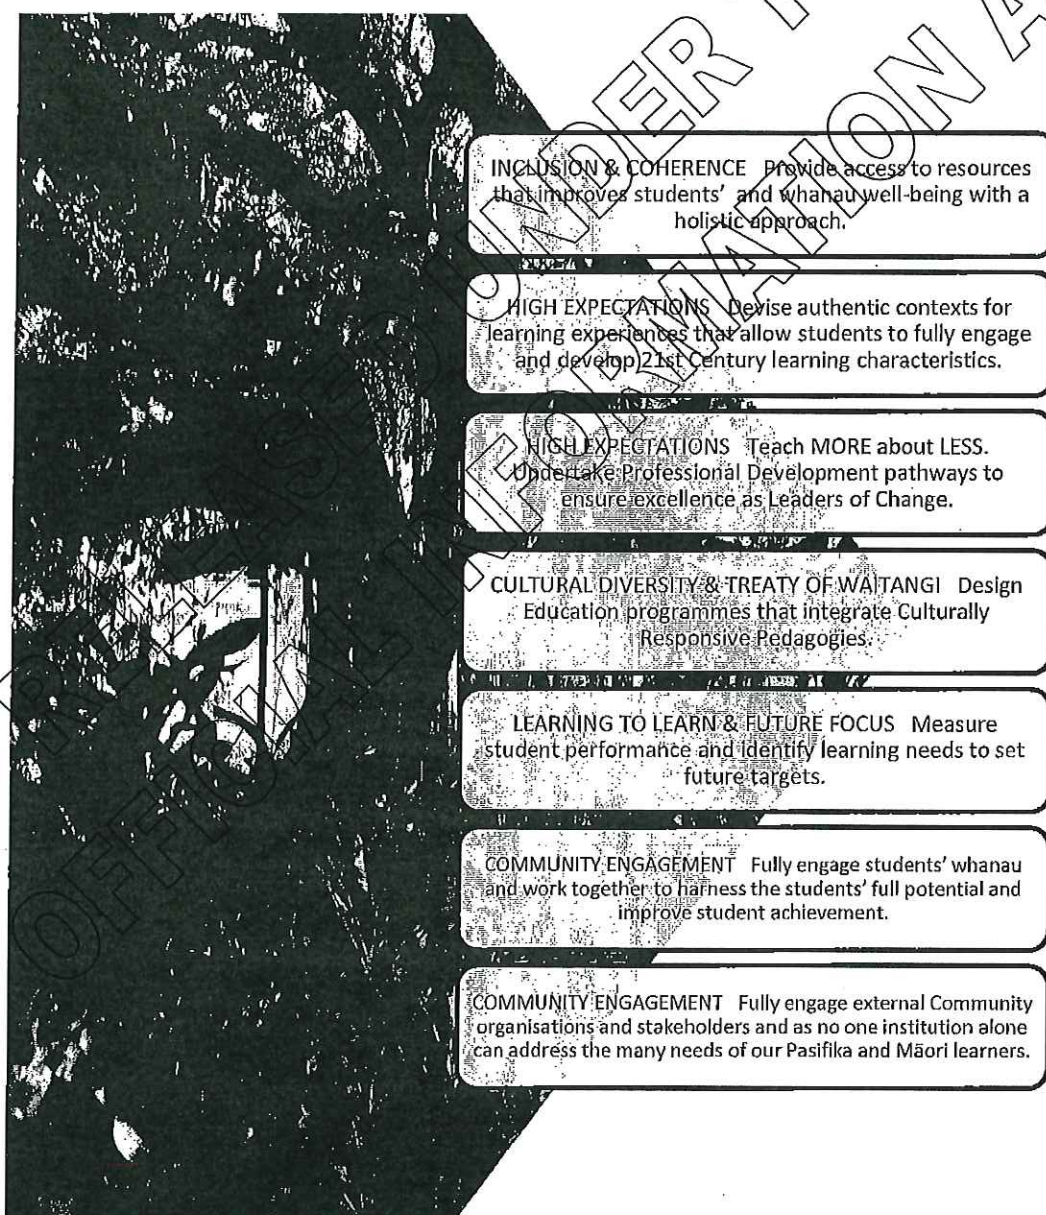 RELEASED UNDER T
OFFICIAL INFORMATION A
INCLUSION & COHERENCE Provide access to resources
that improves students' and whanau well-being with a
holistic approach.
HIGH EXPECTATIONS Devise authentic contexts for
learning experiences that allow students to fully engage
and develop 21st Century learning characteristics.
HIGH EXPECTATIONS Teach MORE about LESS.
Undertake Professional Development pathways to
ensure excellence as Leaders of Change.
CULTURAL DIVERSITY & TREATY OF WAITANGI Design
Education programmes that integrate Culturally
Responsive Pedagogies.
LEARNING TO LEARN & FUTURE FOCUS Measure
student performance and identify learning needs to set
future targets.
COMMUNITY ENGAGEMENT Fully engage students' whanau
and work together to harness the students' full potential and
improve student achievement.
COMMUNITY ENGAGEMENT Fully engage external Community
organisations and stakeholders and as no one institution alone
can address the many needs of our Pasifika and Māori learners.